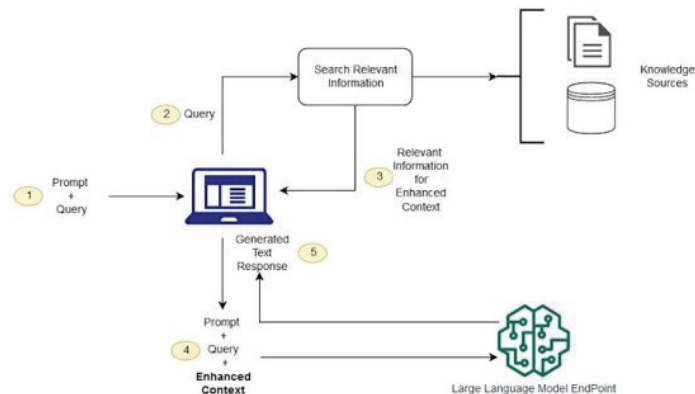 Search Relevant
Information
Knowledge
Sources
2 Query
3 Relevant
Information
for
Enhanced
Context
1 Prompt
+
Query
Generated
Text
Response
5
4 Prompt
+
Query
+
Enhanced
Context
Large Language Model EndPoint